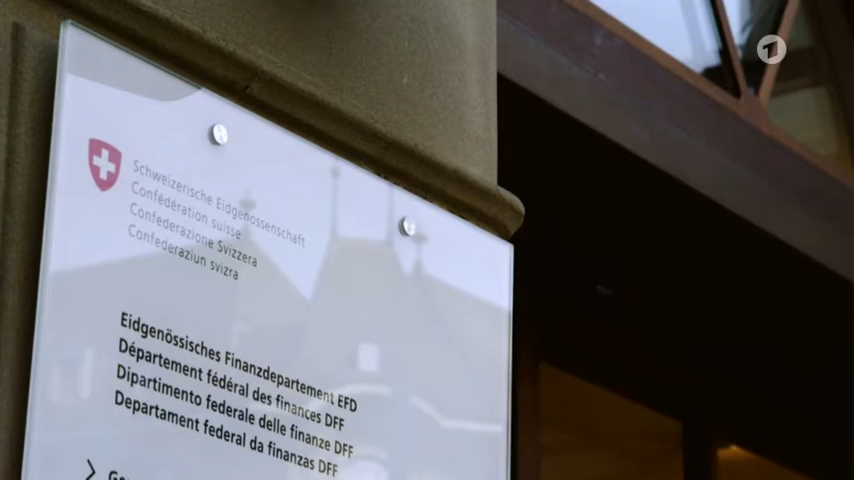 Schweizerische Eidgenossenschaft
Confédération suisse
Confederazione Svizzera
Confederaziun svizra
Eidgenössisches Finanzdepartement EFD
Département fédéral des finances DFF
Dipartimento federale delle finanze DFF
Departament federal da finanzas DFF
1